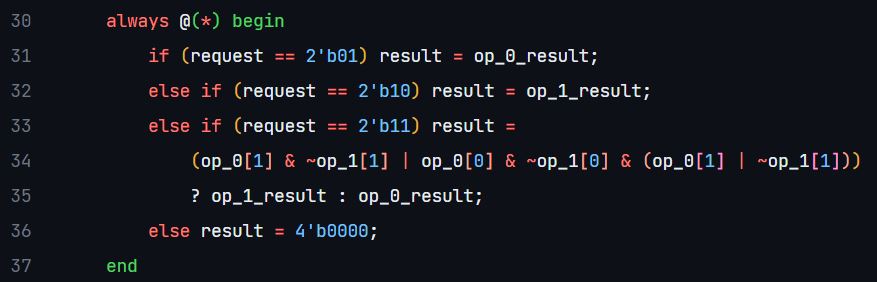 30 always @(*) begin
31 if (request == 2'b01) result = op_0_result;
32 else if (request == 2'b10) result = op_1_result;
33 else if (request == 2'b11) result =
34 (op_0[1] & ~op_1[1] | op_0[0] & ~op_1[0] & (op_0[1] | ~op_1[1]))
35 ? op_1_result : op_0_result;
36 else result = 4'b0000;
37 end